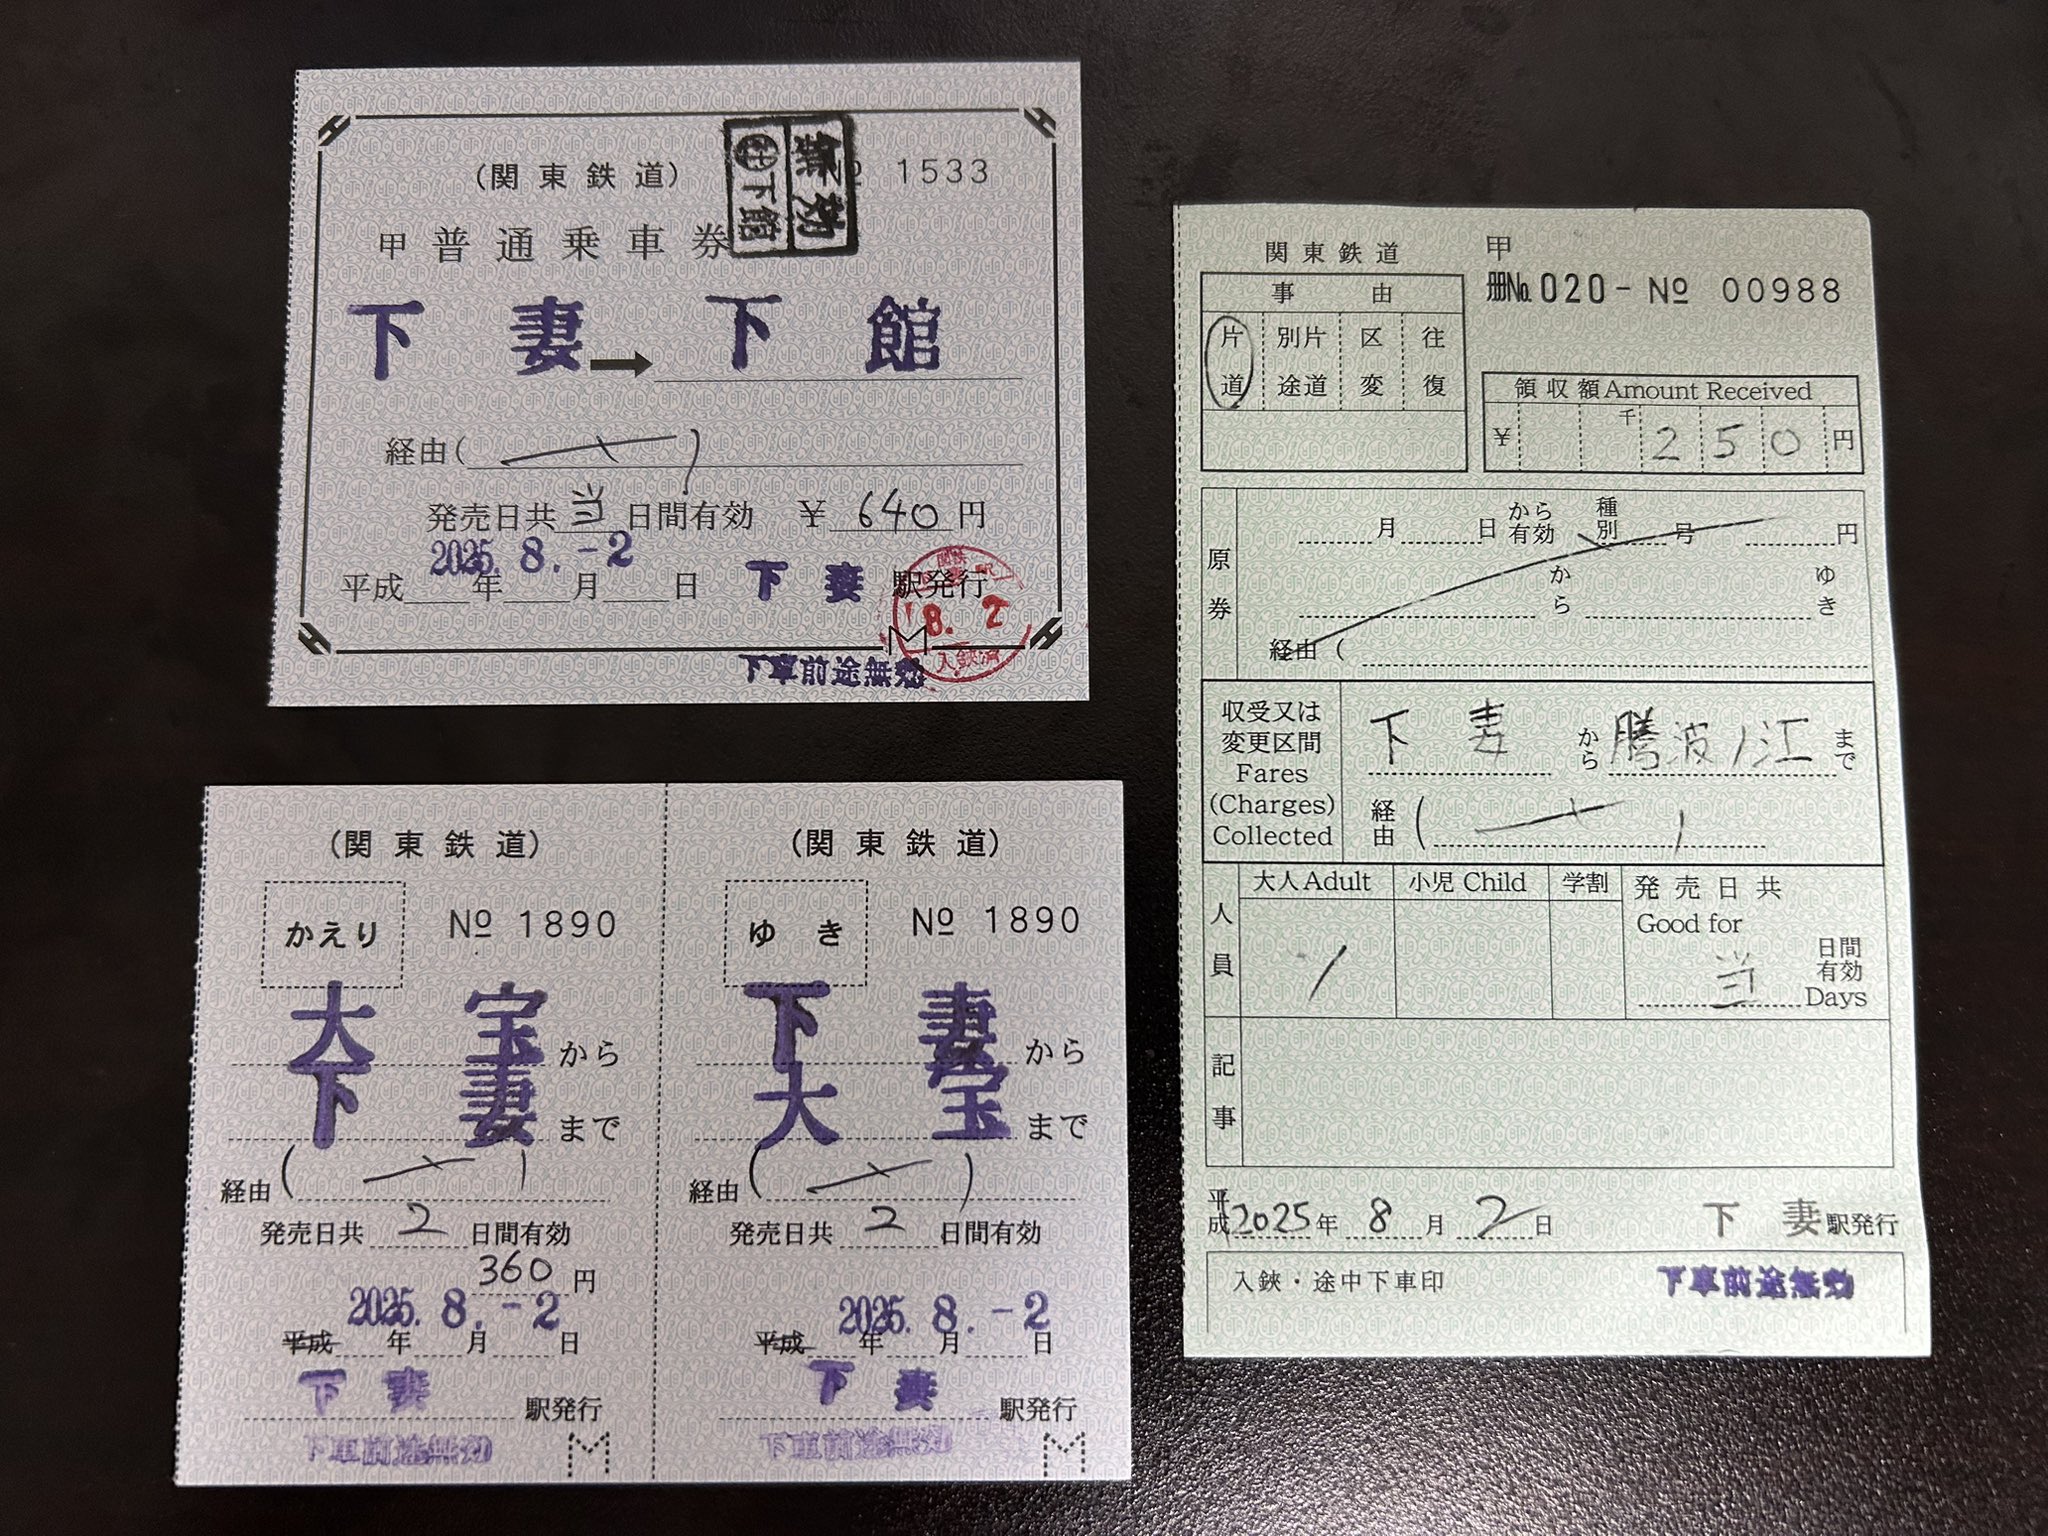 (関東鉄道)
1533
無効
下館
甲普通乗車券
下妻→下館
経由(
)
発売日共 当 日間有効 ¥ 640 円
2025. 8. -2
平成 年 月 日 下妻 駅発行
8. 2
入鋏済
下車前途無効
(関東鉄道)
かえり
№ 1890
大宝から
下妻まで
経由( )
発売日共 2 日間有効
360 円
2025. 8. -2
平成 年 月 日
下妻
駅発行
下車前途無効
(関東鉄道)
ゆき
№ 1890
下妻から
大宝まで
経由( )
発売日共 2 日間有効
2025. 8. -2
平成 年 月 日
下妻
駅発行
下車前途無効
関東鉄道
甲
冊No. 020 - № 00988
事由
片道
別途片道
区変
往復
領収額 Amount Received
¥ 千 250 円
原券
月 日から有効 種別 号 円
から ゆき
経由(
収受又は変更区間
Fares (Charges) Collected
下妻 から 騰波ノ江 まで
経由( )
人員
大人 Adult
小児 Child
学割
発売日共
Good for
1
当 日間有効 Days
記事
平成 2025 年 8 月 2 日 下妻 駅発行
入鋏・途中下車印
下車前途無効